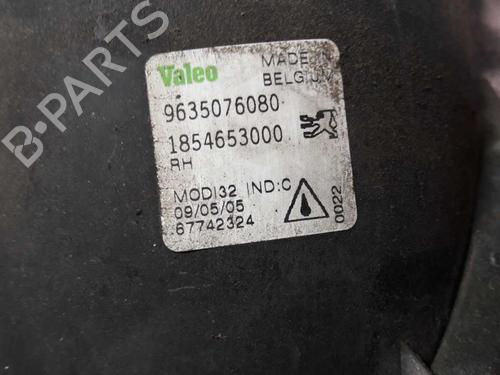 Valeo
MADE IN
BELGIUM
9635076080
1854653000
RH
MODI32 IND:C
09/05/05
67742324
0022
B-PARTS